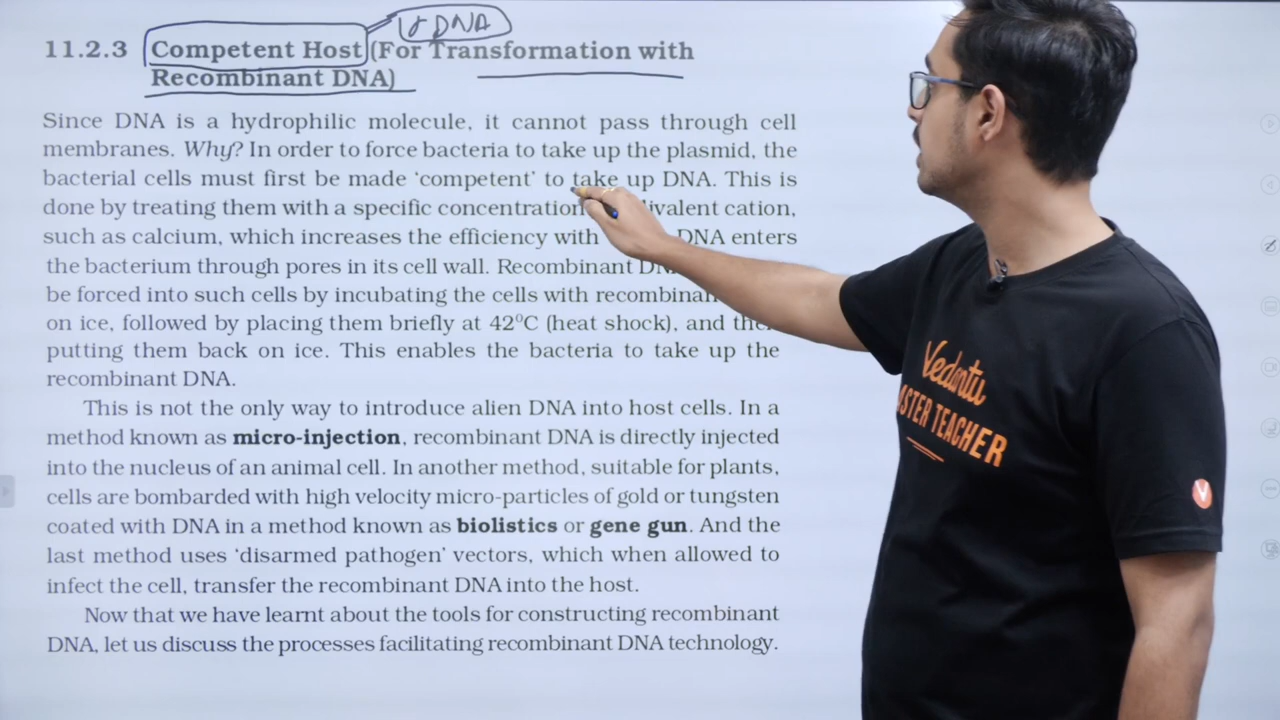 r DNA
11.2.3 Competent Host (For Transformation with
Recombinant DNA)
Since DNA is a hydrophilic molecule, it cannot pass through cell
membranes. Why? In order to force bacteria to take up the plasmid, the
bacterial cells must first be made ‘competent’ to take up DNA. This is
done by treating them with a specific concentration divalent cation,
such as calcium, which increases the efficiency with DNA enters
the bacterium through pores in its cell wall. Recombinant
be forced into such cells by incubating the cells with
on ice, followed by placing them briefly at 42⁰C (heat shock), and
putting them back on ice. This enables the bacteria to take up the
recombinant DNA.
This is not the only way to introduce alien DNA into host cells. In a
method known as micro-injection, recombinant DNA is directly injected
into the nucleus of an animal cell. In another method, suitable for plants,
cells are bombarded with high velocity micro-particles of gold or tungsten
coated with DNA in a method known as biolistics or gene gun. And the
last method uses ‘disarmed pathogen’ vectors, which when allowed to
infect the cell, transfer the recombinant DNA into the host.
Now that we have learnt about the tools for constructing recombinant
DNA, let us discuss the processes facilitating recombinant DNA technology.
Vedantu
MASTER TEACHER
V